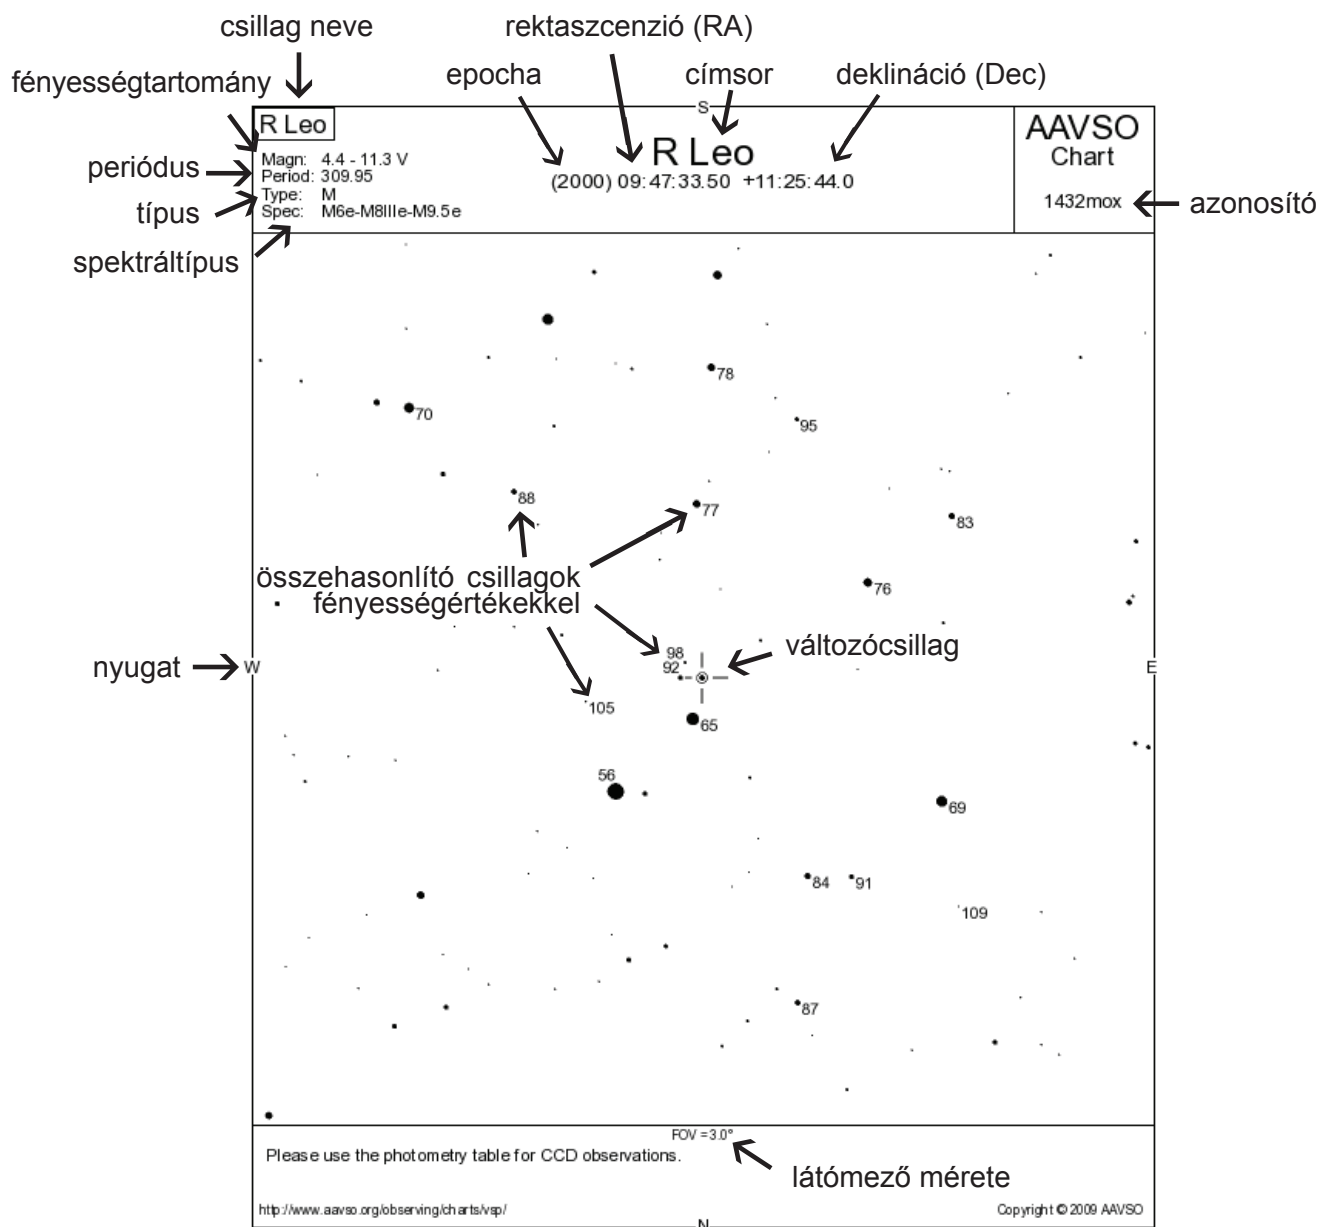 csillag neve
rektaszcenzió (RA)
fényességtartomány
epocha
címsor
deklináció (Dec)
S
R Leo
R Leo
AAVSO
Chart
1432mox
azonosító
periódus
Magn: 4.4 - 11.3 V
Period: 309.95
(2000) 09:47:33.50 +11:25:44.0
típus
Type: M
Spec: M6e-M8IIIe-M9.5e
spektráltípus
78
70
95
88
77
83
összehasonlító csillagok
fényességértékekkel
76
változócsillag
98
92
nyugat
W
E
105
65
56
69
84
91
109
87
FOV = 3.0°
Please use the photometry table for CCD observations.
látómező mérete
http://www.aavso.org/observing/charts/vsp/
Copyright © 2009 AAVSO
N